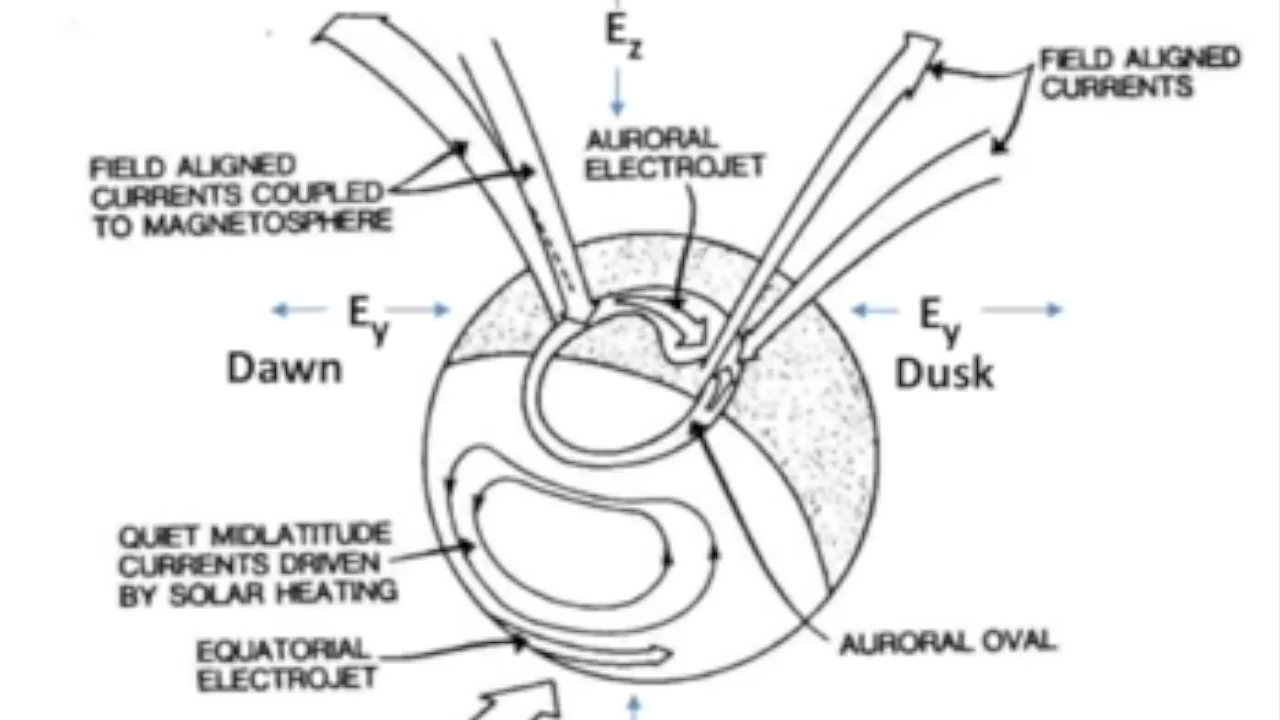 Ez
FIELD ALIGNED
CURRENTS
AURORAL
ELECTROJET
FIELD ALIGNED
CURRENTS COUPLED
TO MAGNETOSPHERE
Ey
Dawn
Ey
Dusk
QUIET MIDLATITUDE
CURRENTS DRIVEN
BY SOLAR HEATING
AURORAL OVAL
EQUATORIAL
ELECTROJET